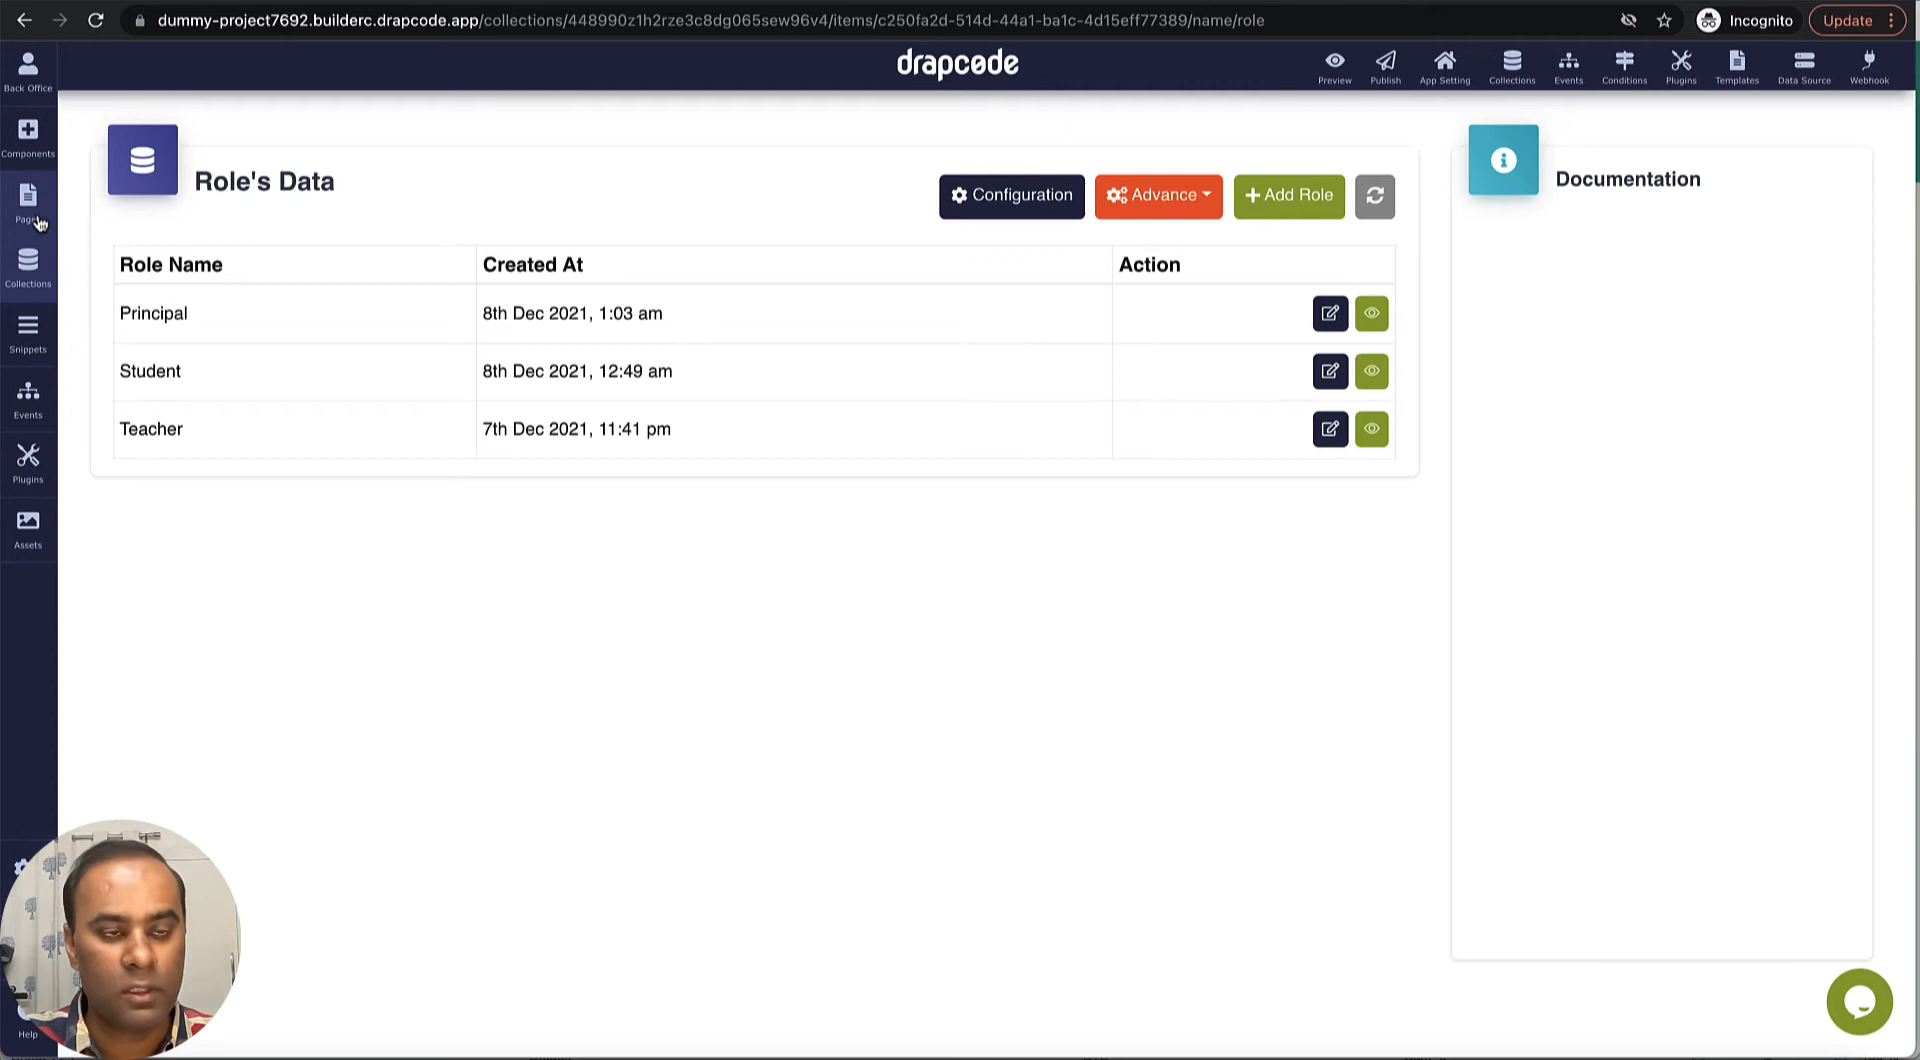 dummy-project7692.builderc.drapcode.app/collections/448990z1h2rze3c8dg065sew96v4/items/c250fa2d-514d-44a1-ba1c-4d15eff77389/name/role
Incognito
Update
Back Office
drapcode
Preview
Publish
App Setting
Collections
Events
Conditions
Plugins
Templates
Data Source
Webhook
Components
Collections
Snippets
Events
Plugins
Assets
Help
Role's Data
Configuration
Advance
Add Role
Role Name Created At Action
Principal 8th Dec 2021, 1:03 am
Student 8th Dec 2021, 12:49 am
Teacher 7th Dec 2021, 11:41 pm
Documentation